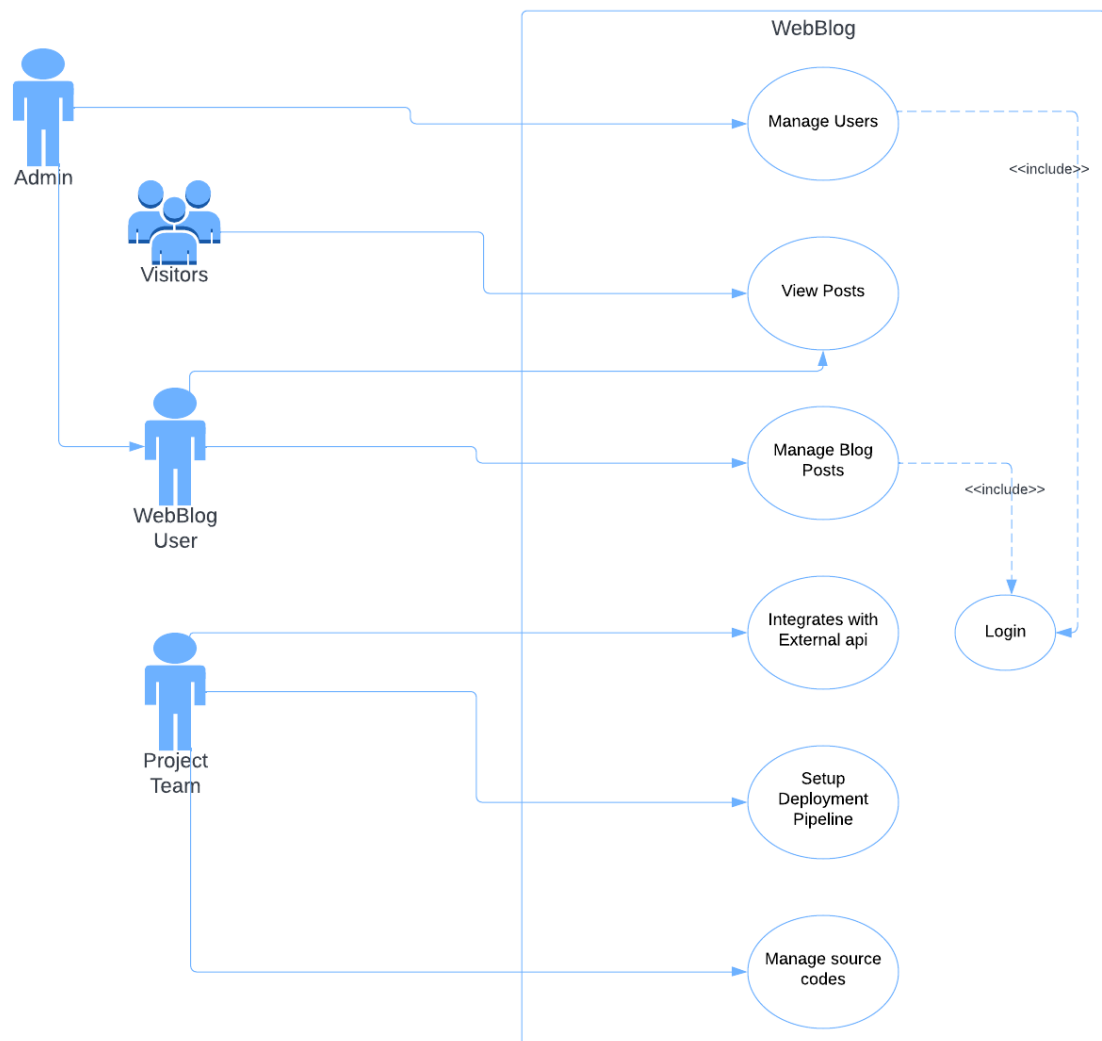 WebBlog
Admin
Manage Users
<<include>>
Visitors
View Posts
WebBlog
User
Manage Blog
Posts
<<include>>
Integrates with
External api
Login
Project
Team
Setup
Deployment
Pipeline
Manage source
codes